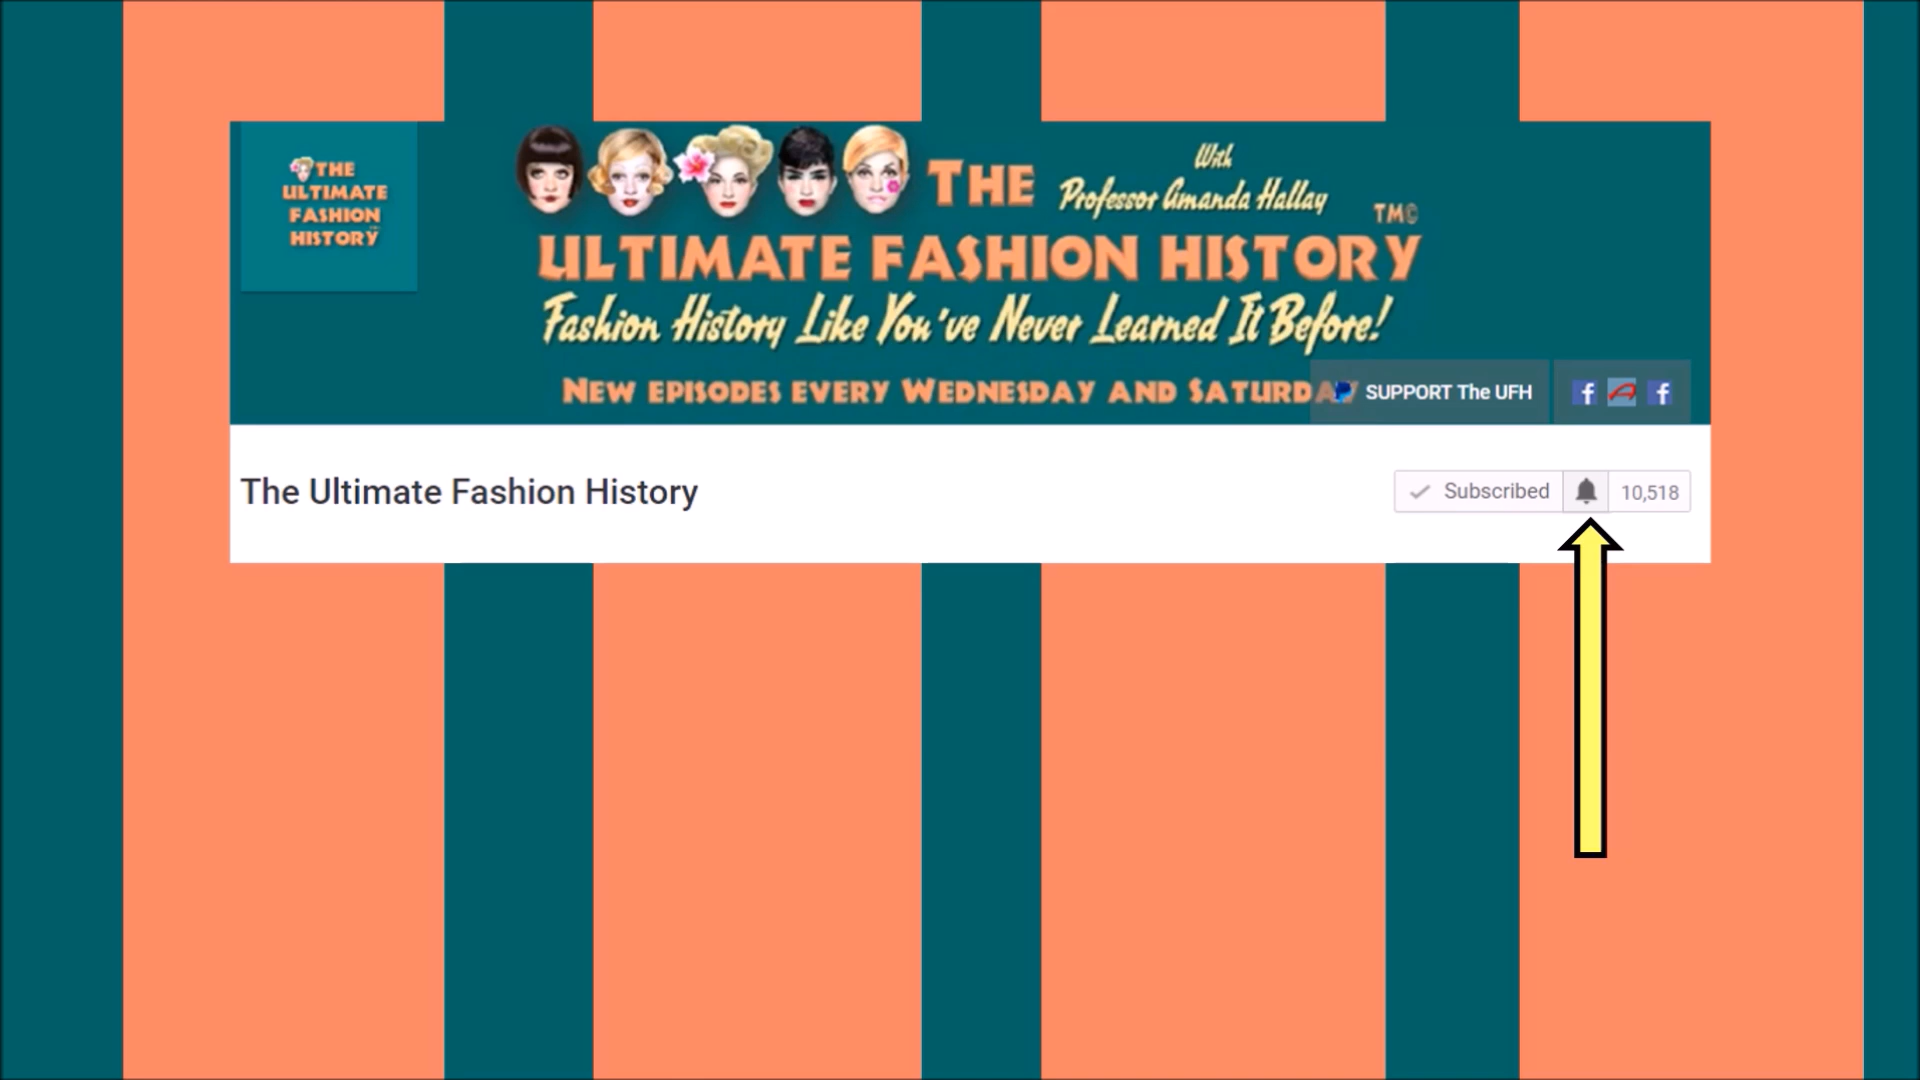 THE
ULTIMATE
FASHION
HISTORY
With
THE
Professor Amanda Hallay
TM©
ULTIMATE FASHION HISTORY
Fashion History Like You've Never Learned It Before!
NEW EPISODES EVERY WEDNESDAY AND SATURDAY
SUPPORT The UFH
The Ultimate Fashion History
Subscribed
10,518